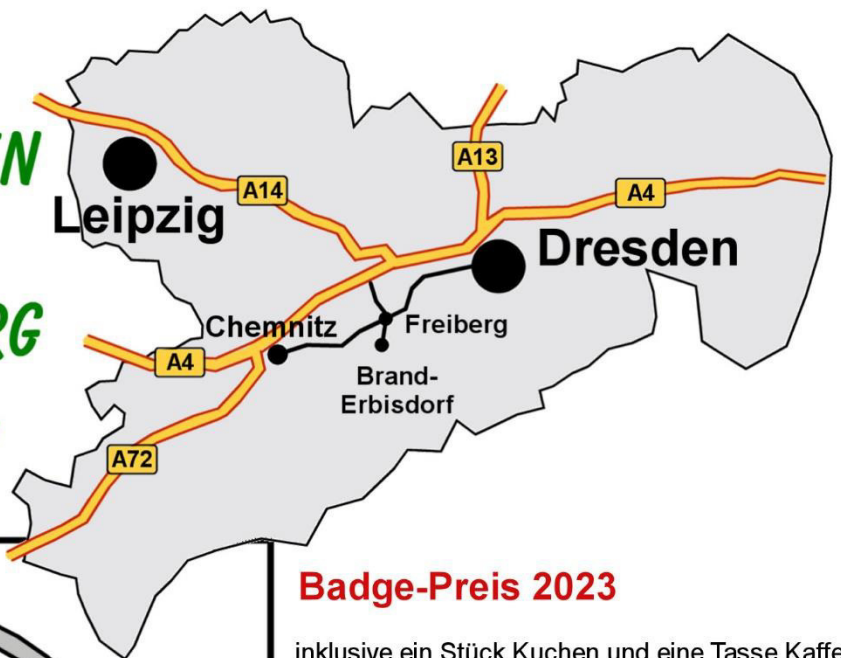 Leipzig
A14
A13
A4
Dresden
Chemnitz
Freiberg
A4
Brand-
Erbisdorf
A72
Badge-Preis 2023
inklusive ein Stück Kuchen und eine Tasse Kaffe